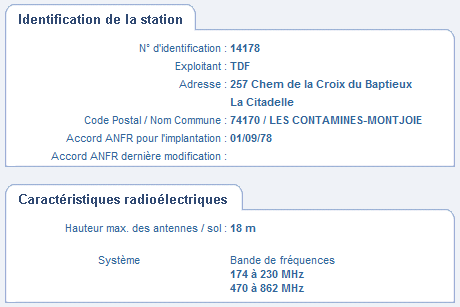 Identification de la station
N° d'identification : 14178
Exploitant : TDF
Adresse : 257 Chem de la Croix du Baptieux
La Citadelle
Code Postal / Nom Commune : 74170 / LES CONTAMINES-MONTJOIE
Accord ANFR pour l'implantation : 01/09/78
Accord ANFR dernière modification :
Caractéristiques radioélectriques
Hauteur max. des antennes / sol : 18 m
Système Bande de fréquences
174 à 230 MHz
470 à 862 MHz